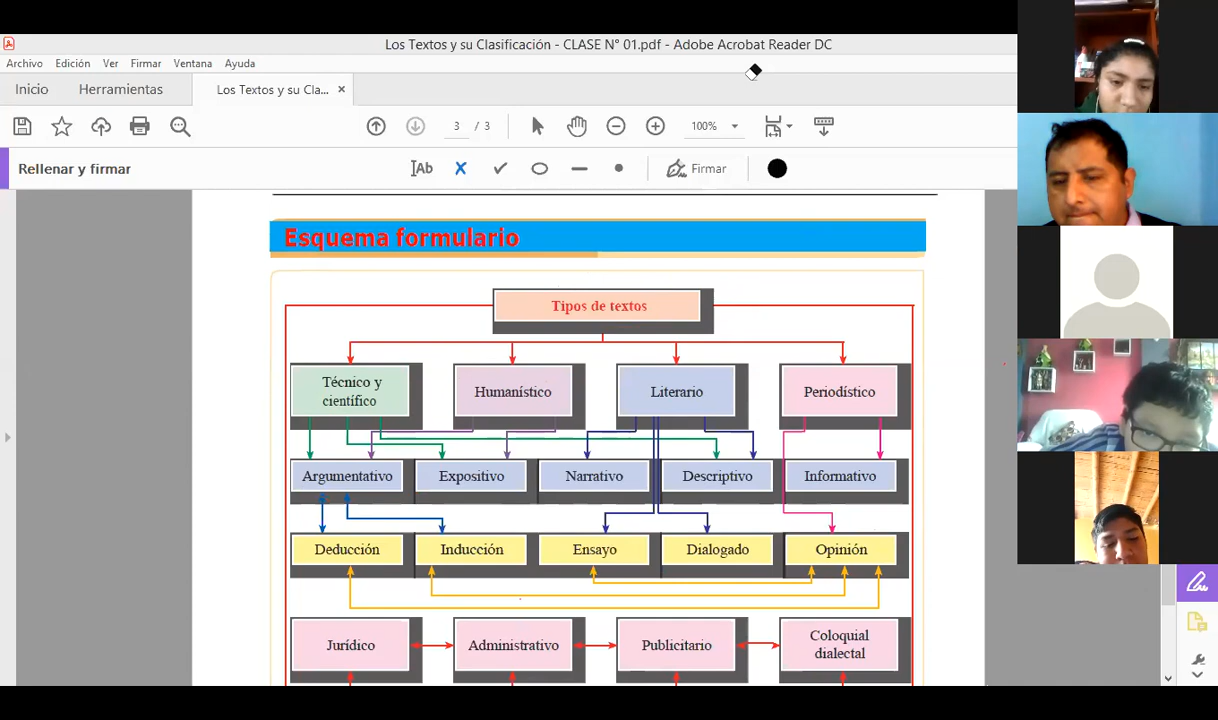 Los Textos y su Clasificación - CLASE N° 01.pdf - Adobe Acrobat Reader DC
Archivo Edición Ver Firmar Ventana Ayuda
Inicio Herramientas Los Textos y su Cla... ×
3 / 3 100%
Rellenar y firmar Ab Firmar
Esquema formulario
Tipos de textos
Técnico y
científico
Humanístico
Literario
Periodístico
Argumentativo
Expositivo
Narrativo
Descriptivo
Informativo
Deducción
Inducción
Ensayo
Dialogado
Opinión
Jurídico
Administrativo
Publicitario
Coloquial
dialectal